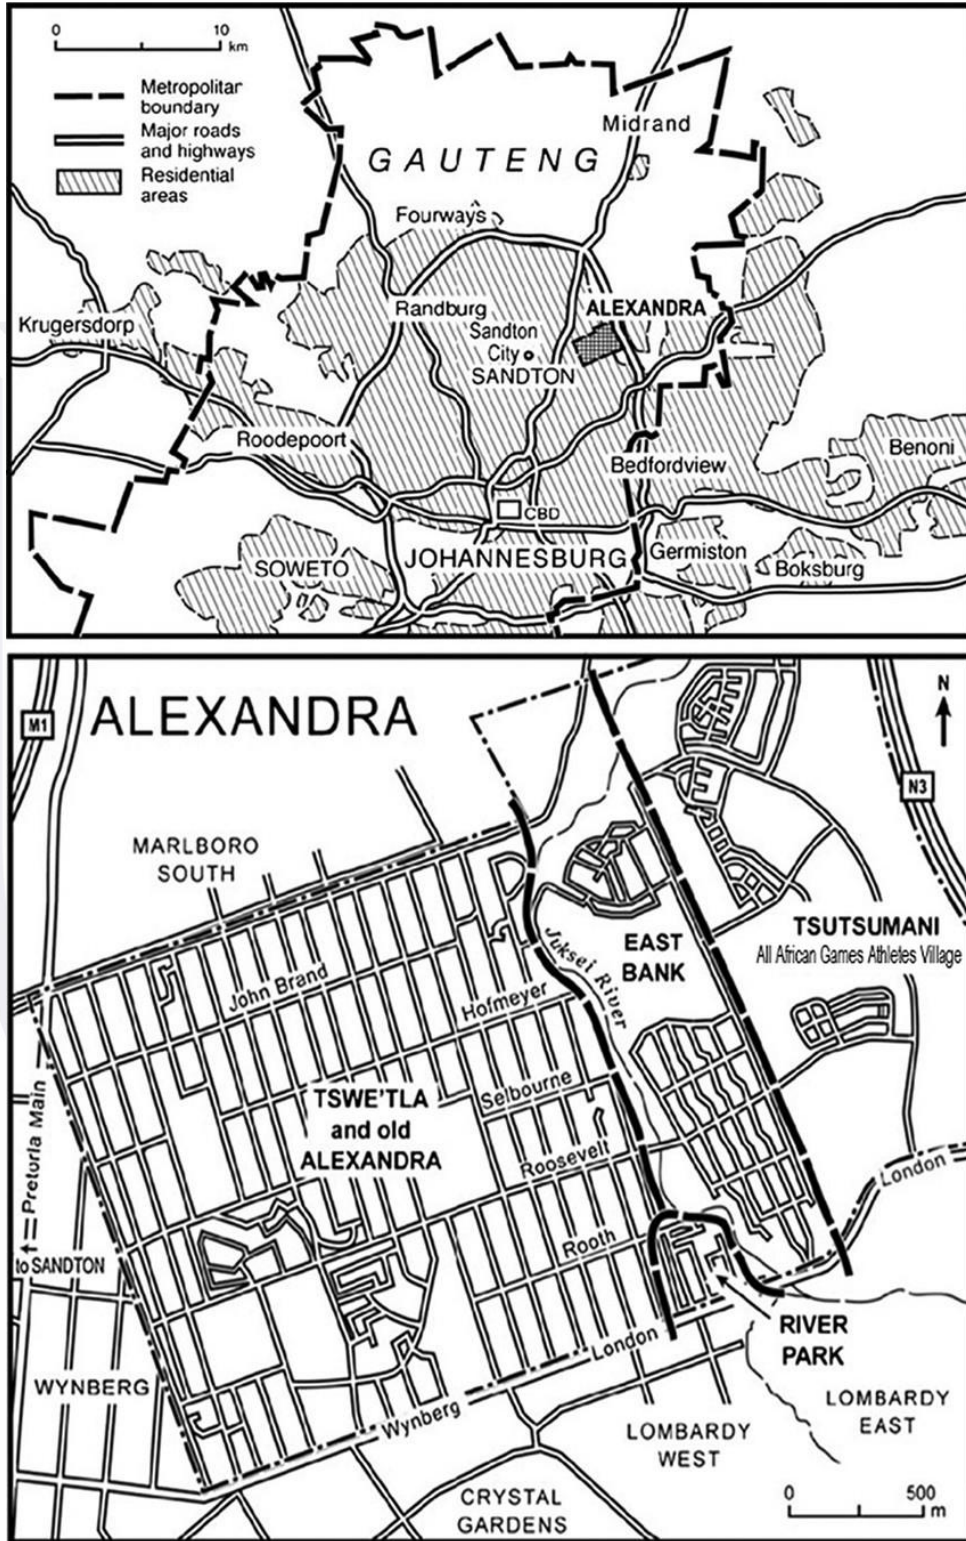 0 10
km
Metropolitan
boundary
Major roads
and highways
Residential
areas
Midrand
GAUTENG
Fourways
Krugersdorp
Randburg
ALEXANDRA
Sandton
City
SANDTON
Roodepoort
Bedfordview
Benoni
CBD
SOWETO
JOHANNESBURG
Germiston
Boksburg
ALEXANDRA
M1
N
N3
MARLBORO
SOUTH
TSUTSUMANI
All African Games Athletes Village
EAST
BANK
Juksei River
John Brand
Hofmeyer
Selbourne
TSWE'TLA
and old
ALEXANDRA
Roosevelt
Pretoria Main
London
to SANDTON
Rooth
RIVER
PARK
London
WYNBERG
Wynberg
LOMBARDY
EAST
LOMBARDY
WEST
CRYSTAL
GARDENS
0 500
m